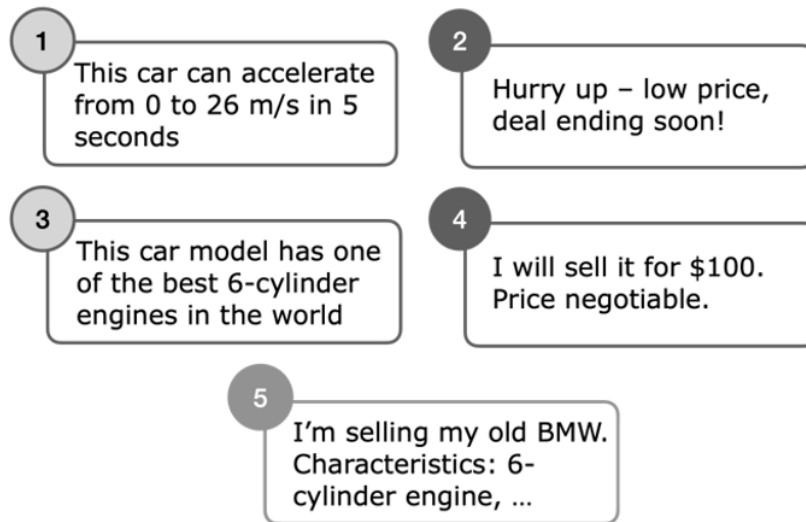 1
This car can accelerate
from 0 to 26 m/s in 5
seconds
2
Hurry up – low price,
deal ending soon!
3
This car model has one
of the best 6-cylinder
engines in the world
4
I will sell it for $100.
Price negotiable.
5
I’m selling my old BMW.
Characteristics: 6-
cylinder engine, ...